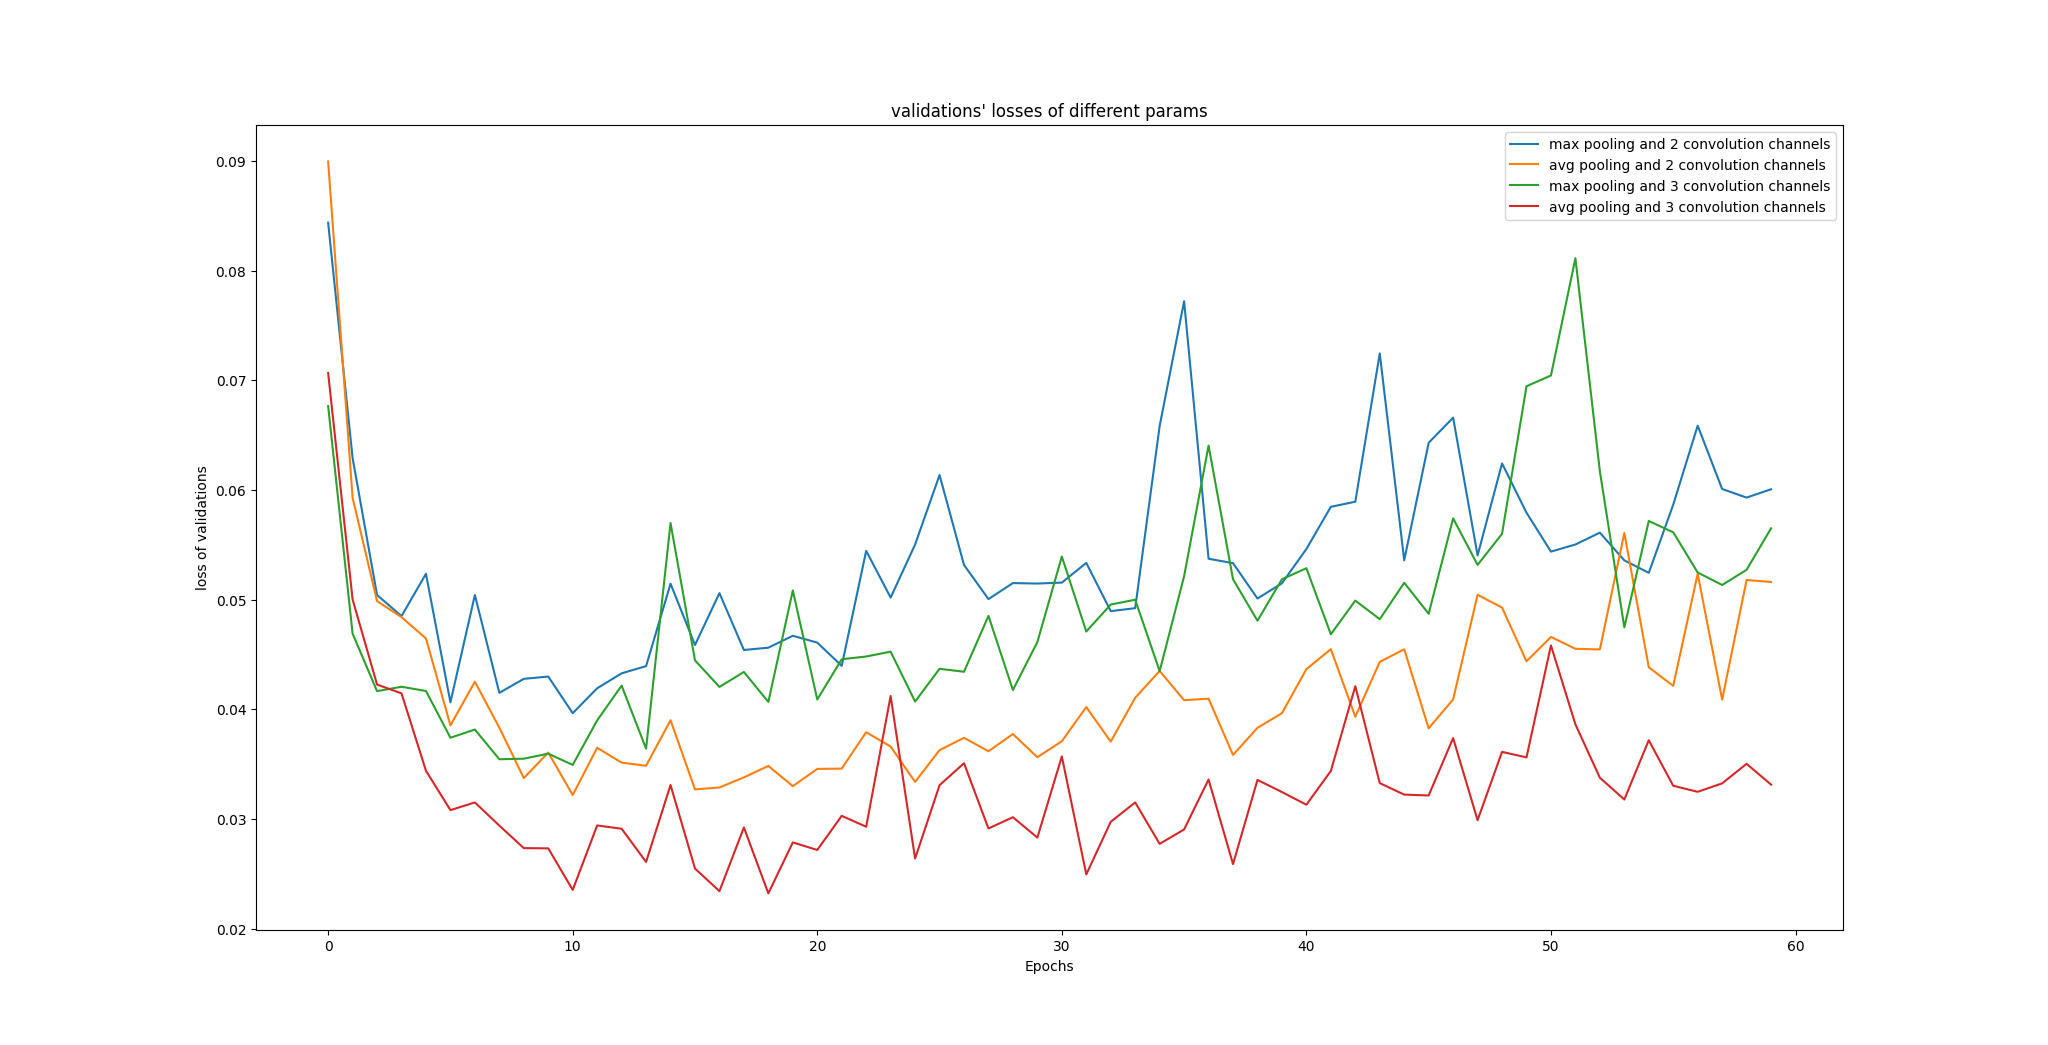 validations' losses of different params
max pooling and 2 convolution channels
avg pooling and 2 convolution channels
max pooling and 3 convolution channels
avg pooling and 3 convolution channels
loss of validations
0.09
0.08
0.07
0.06
0.05
0.04
0.03
0.02
0 10 20 30 40 50 60
Epochs